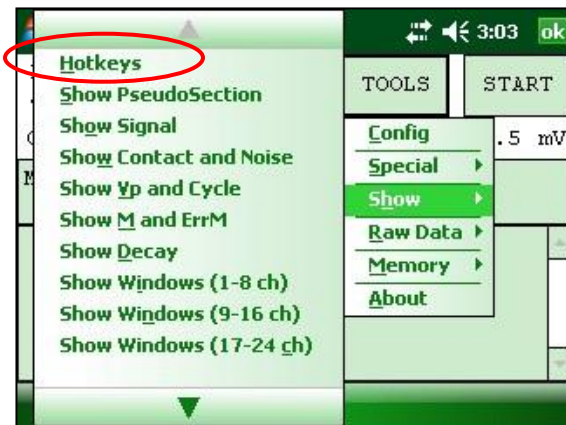 3:03 ok
TOOLS START
.5 mV
Hotkeys
Show PseudoSection
Show Signal
Show Contact and Noise
Show Vp and Cycle
Show M and ErrM
Show Decay
Show Windows (1-8 ch)
Show Windows (9-16 ch)
Show Windows (17-24 ch)
Config
Special
Show
Raw Data
Memory
About